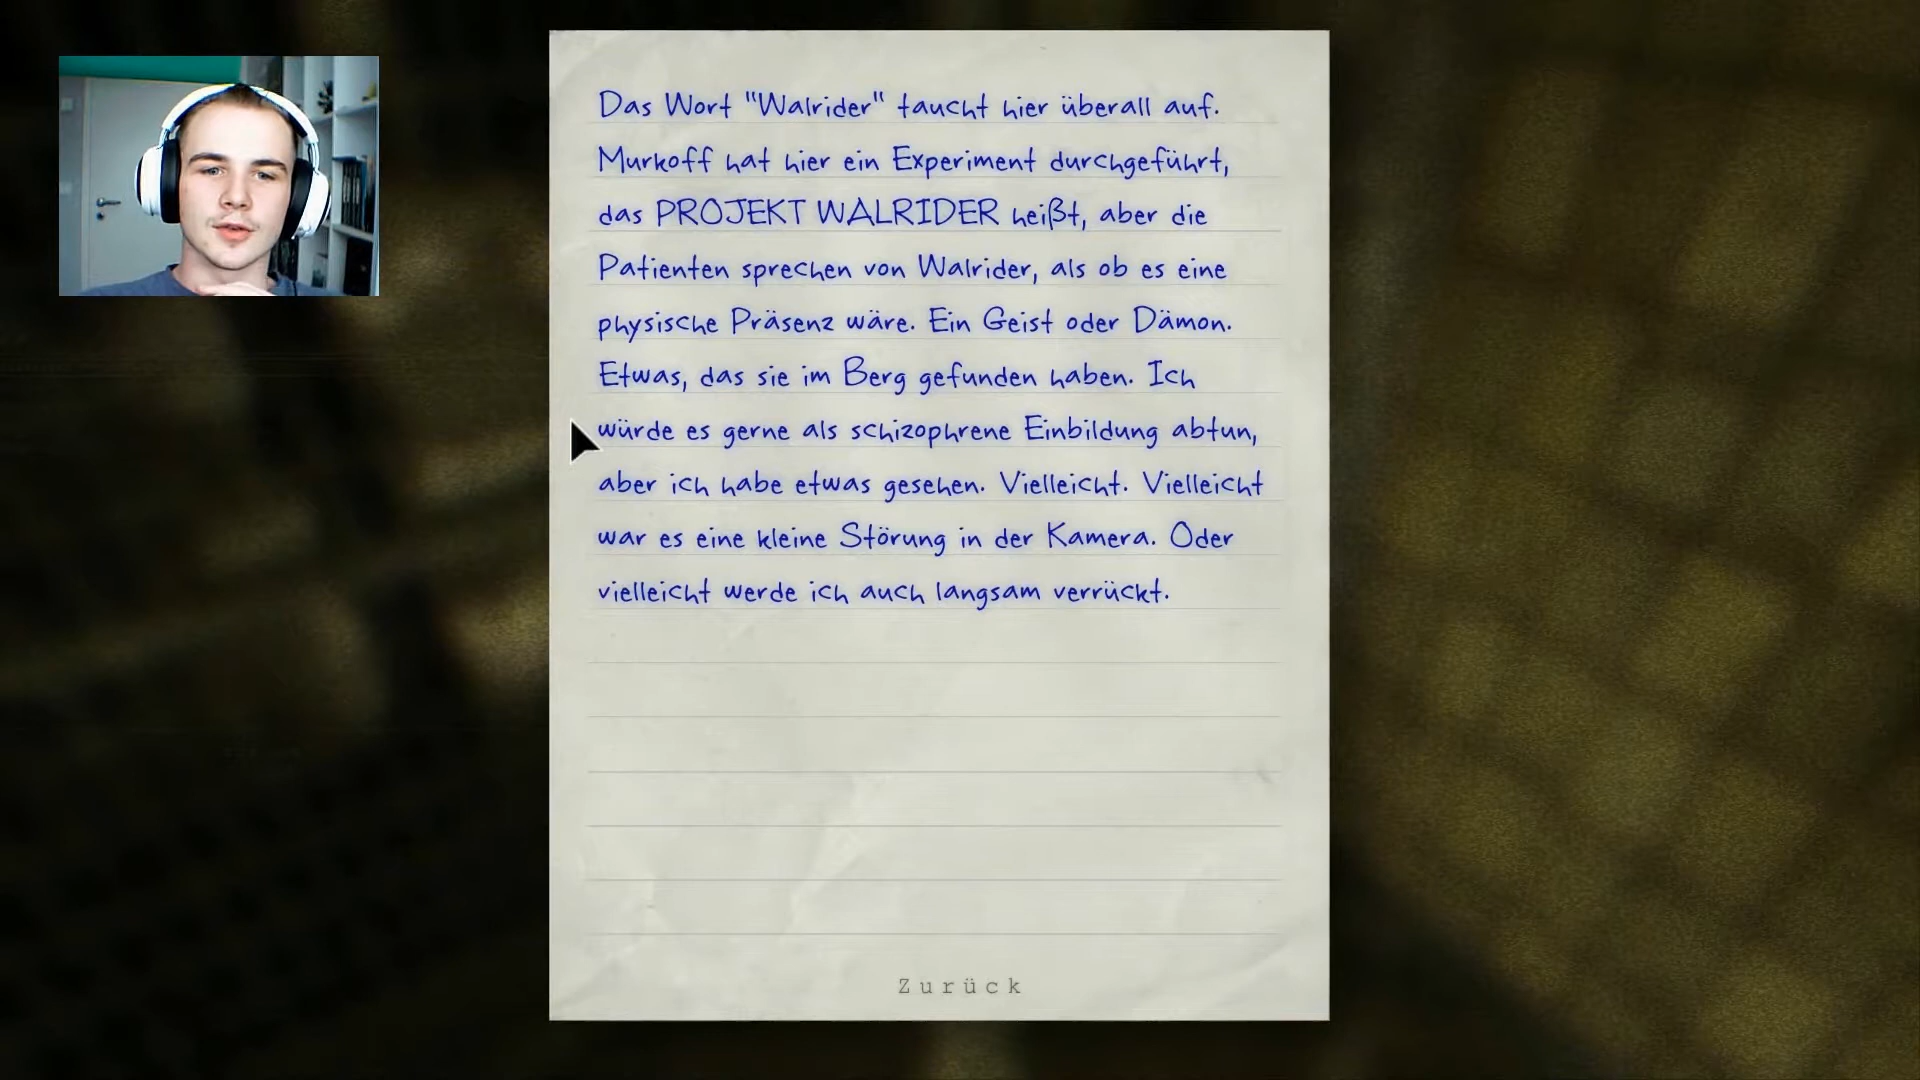 Das Wort "Walrider" taucht hier überall auf.
Murkoff hat hier ein Experiment durchgeführt,
das PROJEKT WALRIDER heißt, aber die
Patienten sprechen von Walrider, als ob es eine
physische Präsenz wäre. Ein Geist oder Dämon.
Etwas, das sie im Berg gefunden haben. Ich
würde es gerne als schizophrene Einbildung abtun,
aber ich habe etwas gesehen. Vielleicht. Vielleicht
war es eine kleine Störung in der Kamera. Oder
vielleicht werde ich auch langsam verrückt.
Zurück